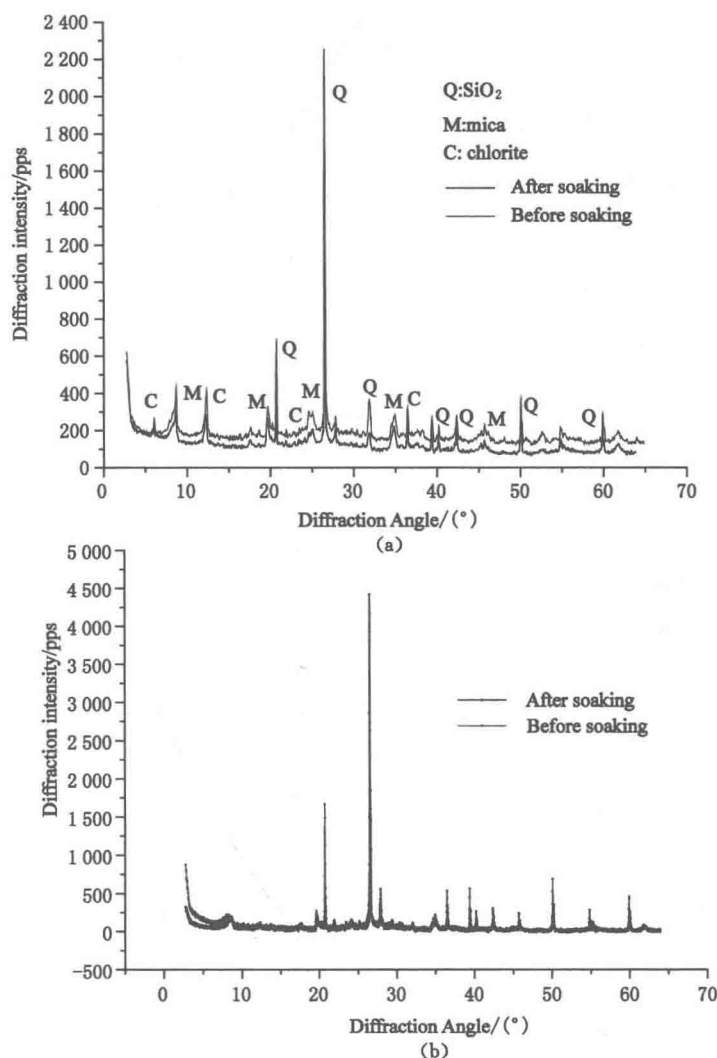 2 400
2 200
2 000
1 800
1 600
1 400
1 200
1 000
800
600
400
200
0
Diffraction intensity/pps
Q
Q:SiO₂
M:mica
C: chlorite
After soaking
Before soaking
C M C M Q C M Q M C Q Q M Q Q
0 10 20 30 40 50 60 70
Diffraction Angle/(°)
(a)
5 000
4 500
4 000
3 500
3 000
2 500
2 000
1 500
1 000
500
0
-500
Diffraction intensity/pps
After soaking
Before soaking
0 10 20 30 40 50 60 70
Diffraction Angle/(°)
(b)